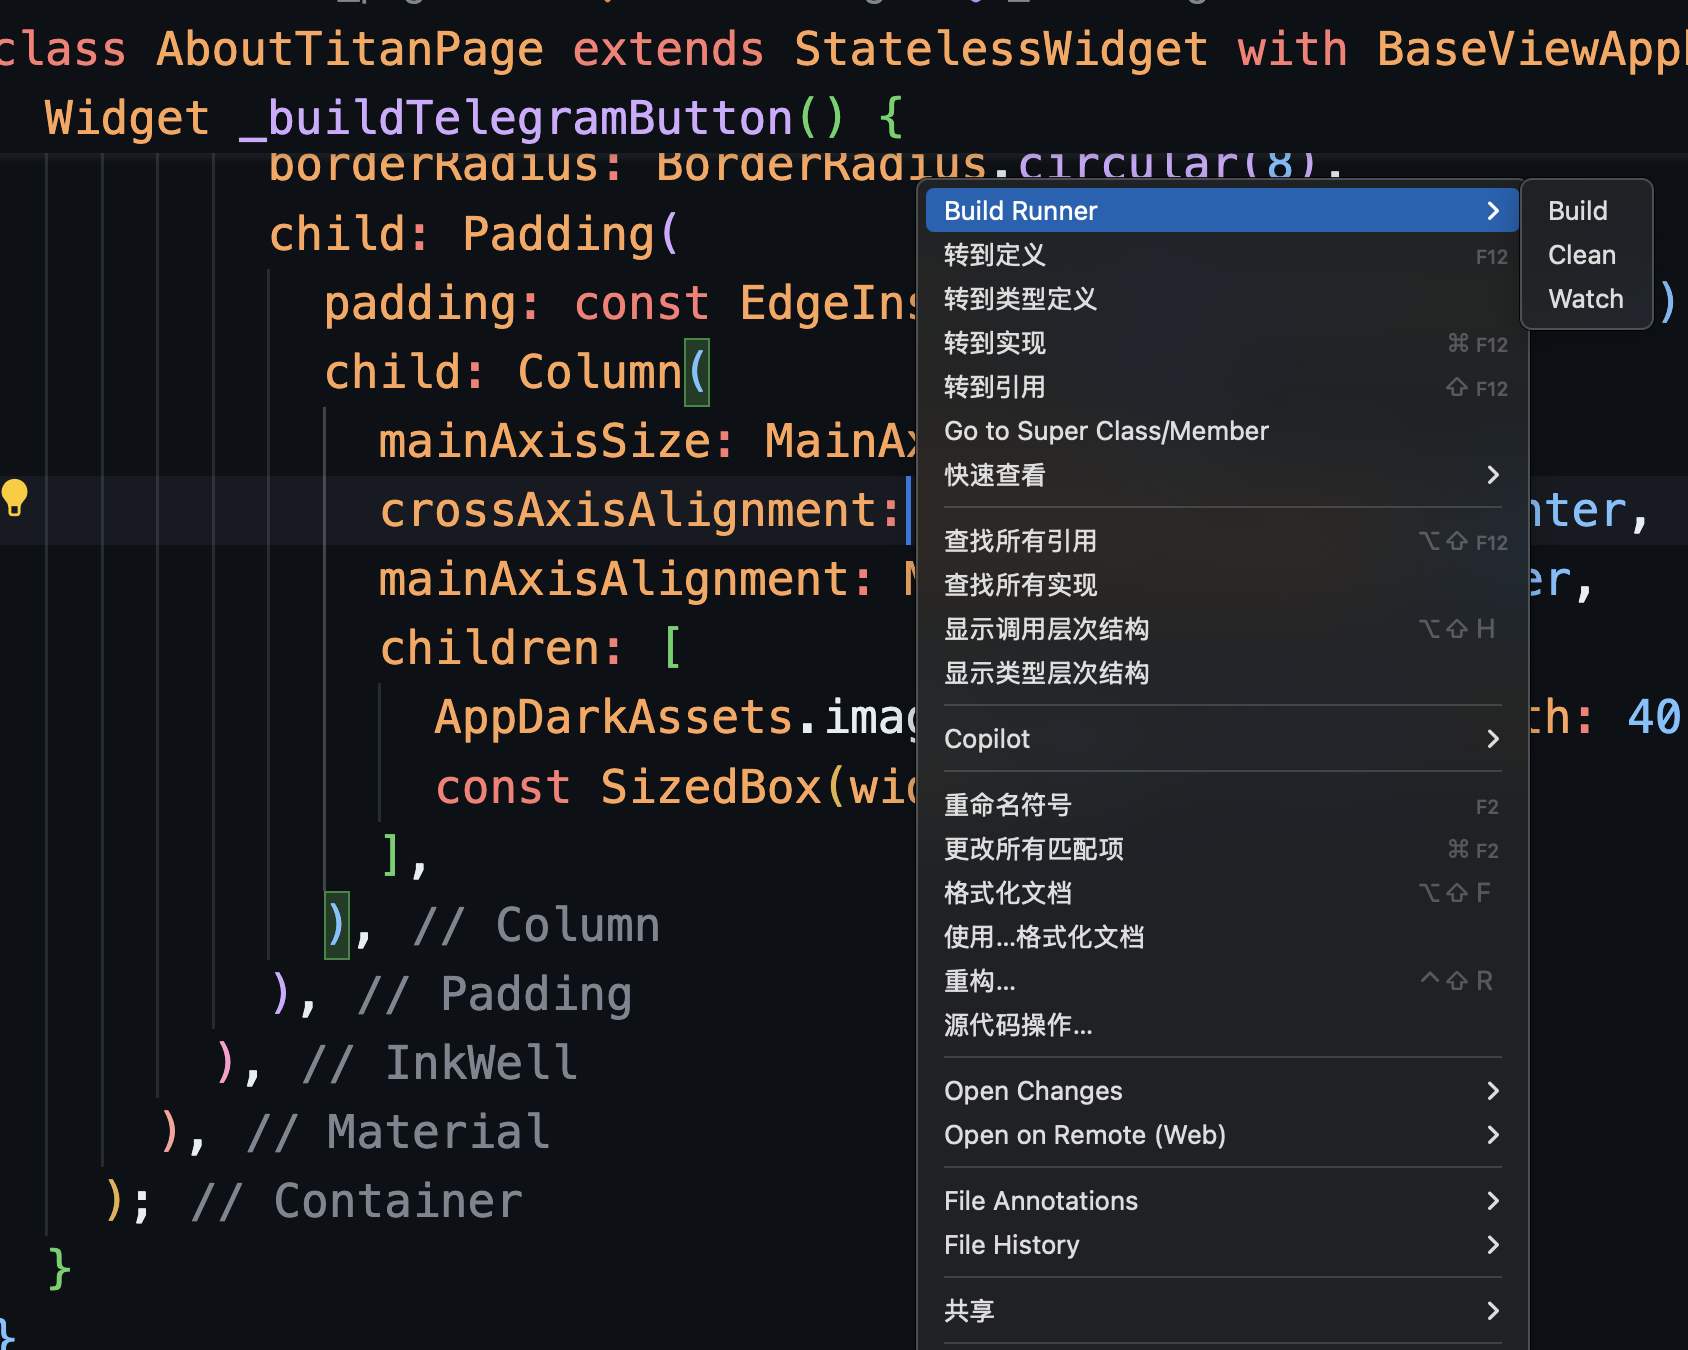 class AboutTitanPage extends StatelessWidget with BaseViewApp
Widget _buildTelegramButton() {
borderRadius: BorderRadius.circular(8),
child: Padding(
padding: const EdgeIns )
child: Column(
mainAxisSize: MainAx
crossAxisAlignment: nter,
mainAxisAlignment: M er,
children: [
AppDarkAssets.imag th: 40
const SizedBox(wid
],
), // Column
), // Padding
), // InkWell
), // Material
); // Container
}
}
Build Runner
转到定义 F12
转到类型定义
转到实现 ⌘ F12
转到引用 ⇧ F12
Go to Super Class/Member
快速查看
查找所有引用 ⌥⇧ F12
查找所有实现
显示调用层次结构 ⌥⇧ H
显示类型层次结构
Copilot
重命名符号 F2
更改所有匹配项 ⌘ F2
格式化文档 ⌥⇧ F
使用...格式化文档
重构... ^⇧ R
源代码操作...
Open Changes
Open on Remote (Web)
File Annotations
File History
共享
Build
Clean
Watch